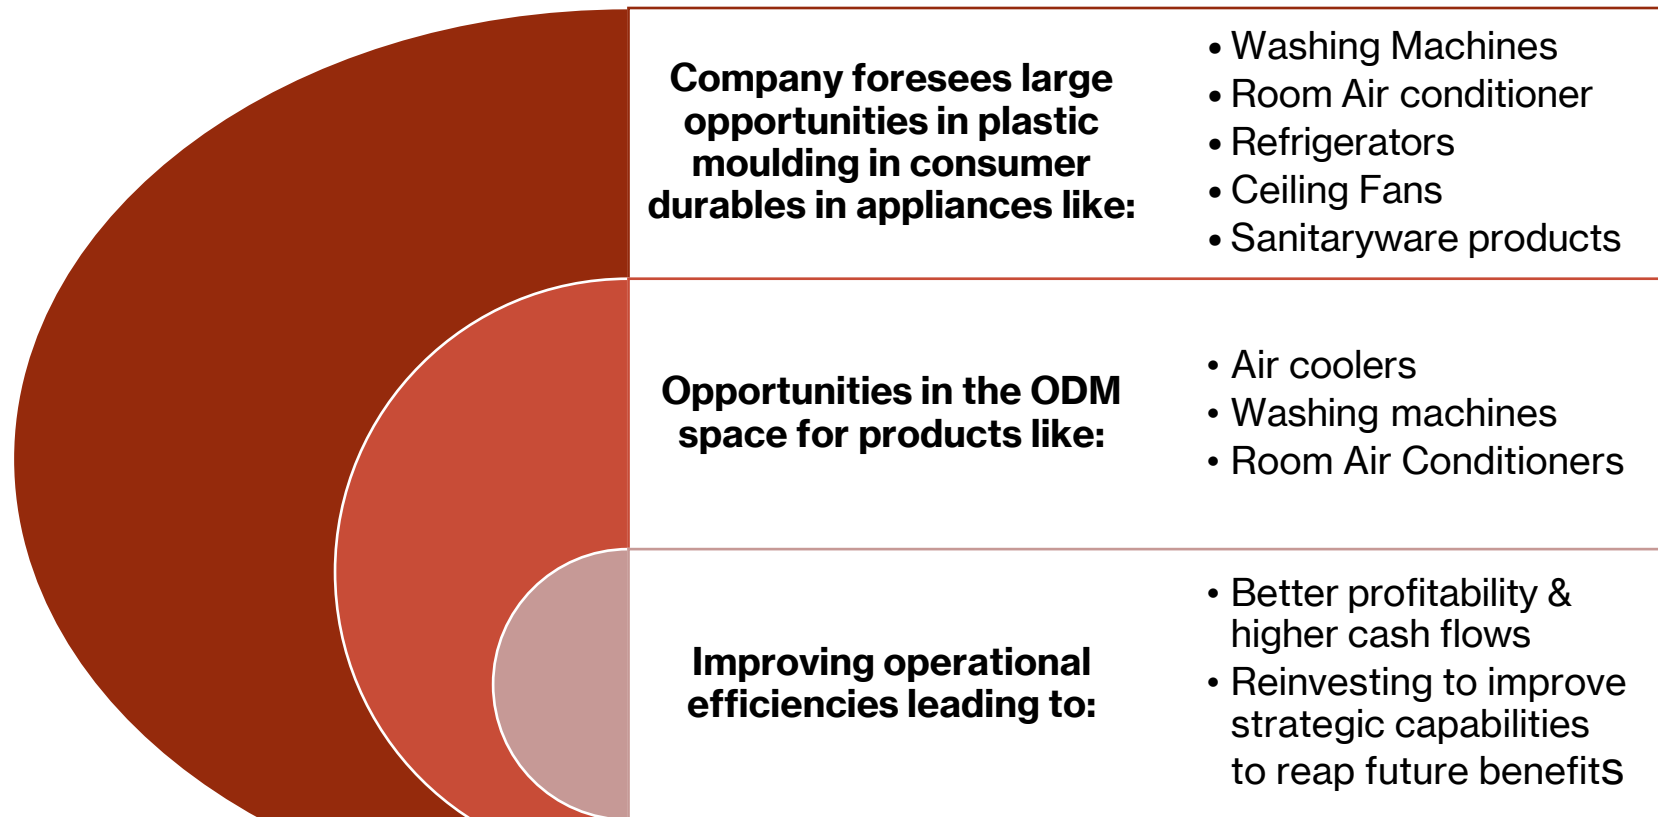 Company foresees large
opportunities in plastic
moulding in consumer
durables in appliances like:
• Washing Machines
• Room Air conditioner
• Refrigerators
• Ceiling Fans
• Sanitaryware products
Opportunities in the ODM
space for products like:
• Air coolers
• Washing machines
• Room Air Conditioners
Improving operational
efficiencies leading to:
• Better profitability &
higher cash flows
• Reinvesting to improve
strategic capabilities
to reap future benefits